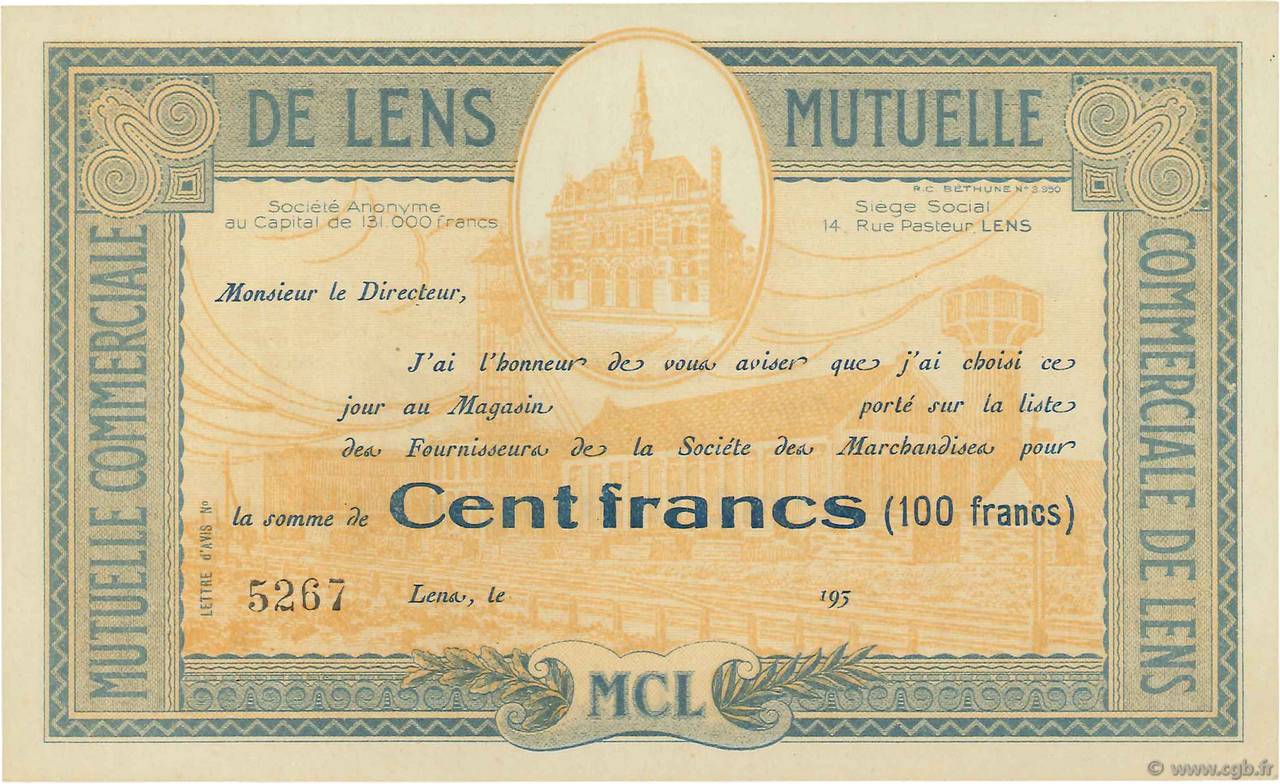 DE LENS MUTUELLE
MUTUELLE COMMERCIALE
COMMERCIALE DE LENS
Société Anonyme
au Capital de 131.000 francs
R.C. BÉTHUNE N° 3.950
Siège Social
14, Rue Pasteur, LENS
Monsieur le Directeur,
J'ai l'honneur de vous aviser que j'ai choisi ce
jour au Magasin porté sur la liste
des Fournisseurs de la Sociéte des Marchandises pour
la somme de Cent francs (100 francs)
LETTRE d'AVIS N°
5267
Lens, le 193
MCL
© www.cgb.fr